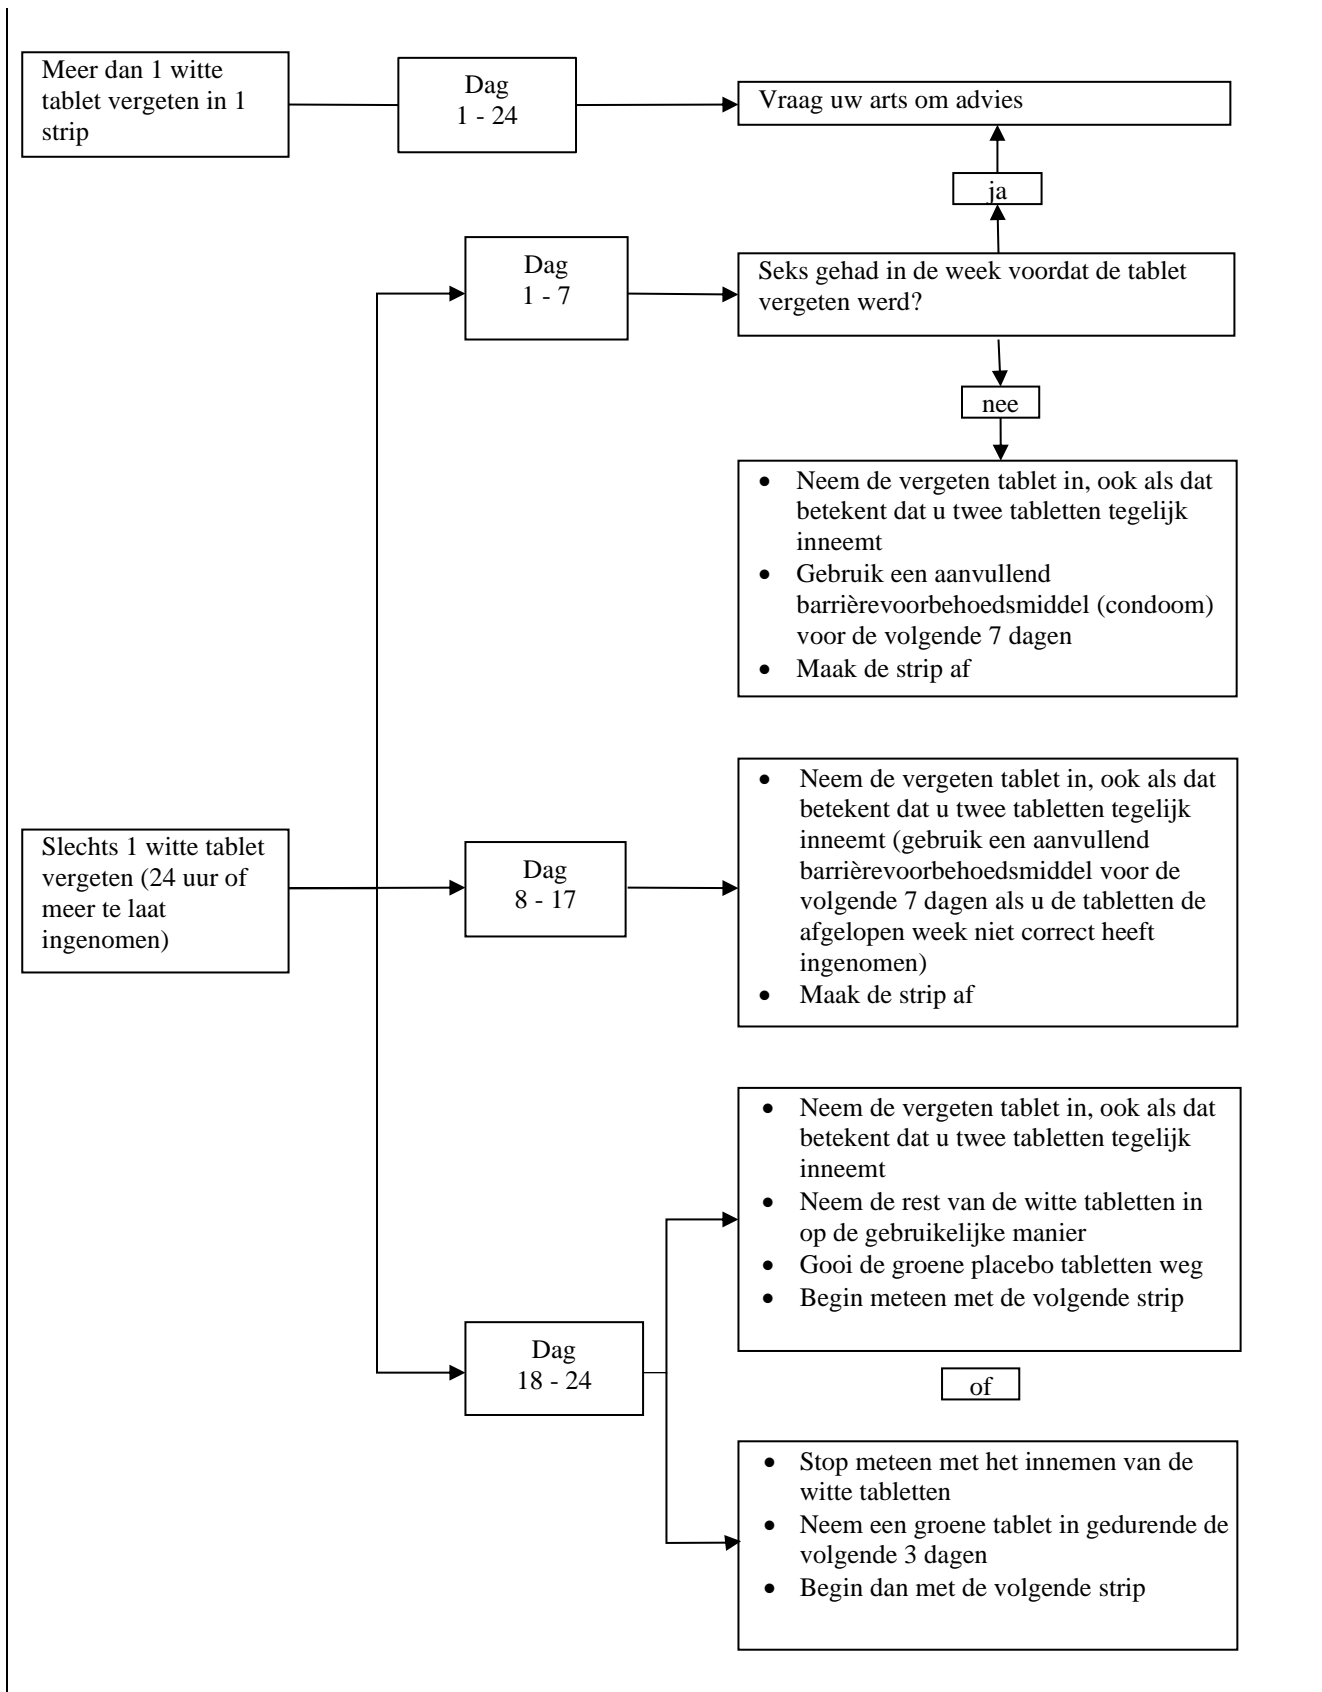 Meer dan 1 witte
tablet vergeten in 1
strip
Dag
1 - 24
Vraag uw arts om advies
ja
Dag
1 - 7
Seks gehad in de week voordat de tablet
vergeten werd?
nee
• Neem de vergeten tablet in, ook als dat
betekent dat u twee tabletten tegelijk
inneemt
• Gebruik een aanvullend
barrièrevoorbehoedsmiddel (condoom)
voor de volgende 7 dagen
• Maak de strip af
Slechts 1 witte tablet
vergeten (24 uur of
meer te laat
ingenomen)
Dag
8 - 17
• Neem de vergeten tablet in, ook als dat
betekent dat u twee tabletten tegelijk
inneemt (gebruik een aanvullend
barrièrevoorbehoedsmiddel voor de
volgende 7 dagen als u de tabletten de
afgelopen week niet correct heeft
ingenomen)
• Maak de strip af
Dag
18 - 24
• Neem de vergeten tablet in, ook als dat
betekent dat u twee tabletten tegelijk
inneemt
• Neem de rest van de witte tabletten in
op de gebruikelijke manier
• Gooi de groene placebo tabletten weg
• Begin meteen met de volgende strip
of
• Stop meteen met het innemen van de
witte tabletten
• Neem een groene tablet in gedurende de
volgende 3 dagen
• Begin dan met de volgende strip